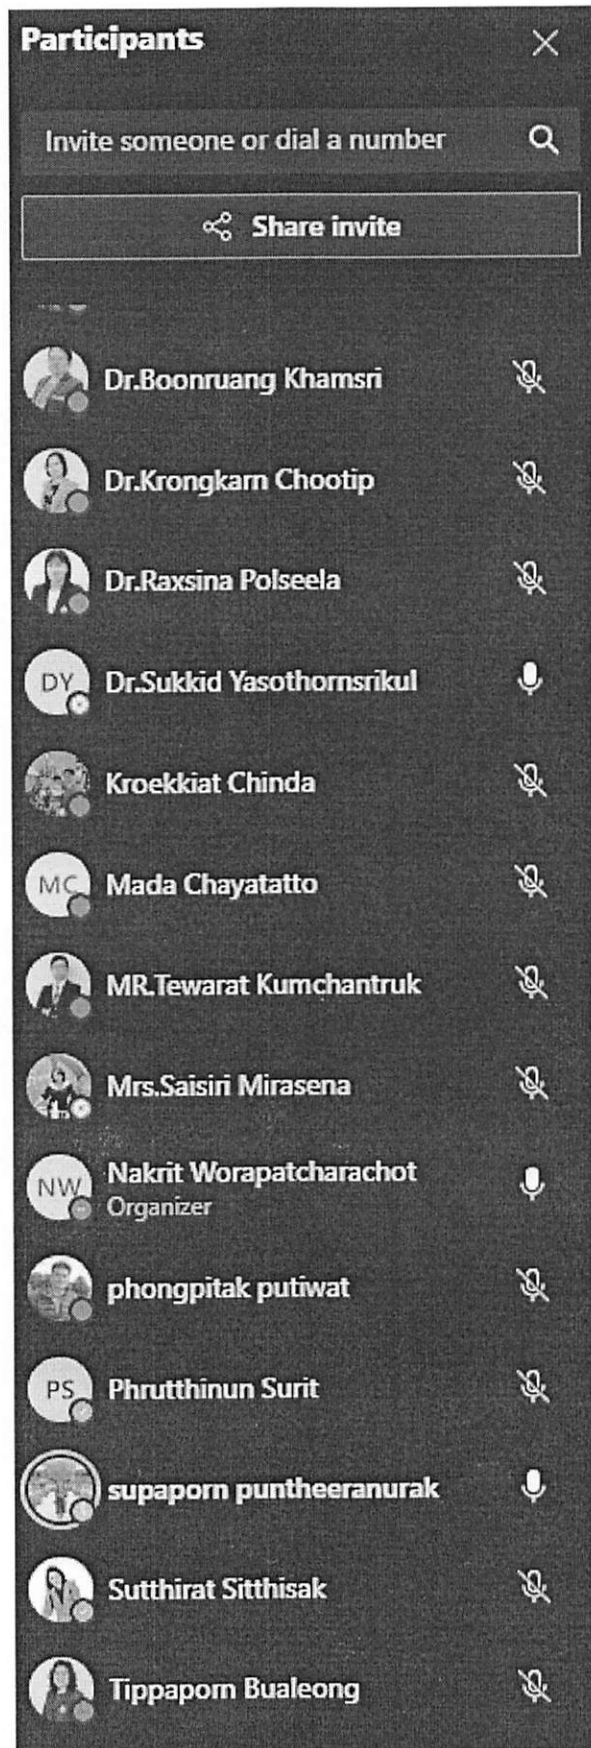 Participants
Invite someone or dial a number
Share invite
Dr.Boonruang Khamsri
Dr.Krongkarn Chootip
Dr.Raxsina Polseela
DY Dr.Sukkid Yasothornsrikul
Kroekkiat Chinda
MC Mada Chayatatto
MR.Tewarat Kumchantruk
Mrs.Saisiri Mirasena
NW Nakrit Worapatcharachot
Organizer
phongpitak putiwat
PS Phrutthinun Surit
supaporn puntheeranurak
Sutthirat Sitthisak
Tippaporn Bualeong